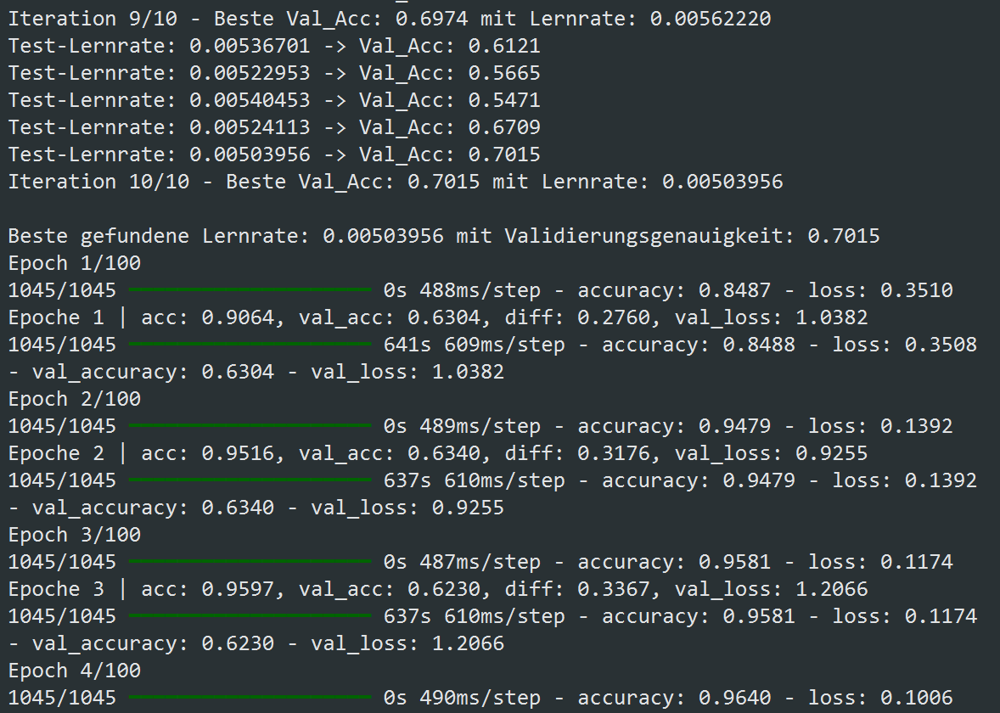 Iteration 9/10 - Beste Val_Acc: 0.6974 mit Lernrate: 0.00562220
Test-Lernrate: 0.00536701 -> Val_Acc: 0.6121
Test-Lernrate: 0.00522953 -> Val_Acc: 0.5665
Test-Lernrate: 0.00540453 -> Val_Acc: 0.5471
Test-Lernrate: 0.00524113 -> Val_Acc: 0.6709
Test-Lernrate: 0.00503956 -> Val_Acc: 0.7015
Iteration 10/10 - Beste Val_Acc: 0.7015 mit Lernrate: 0.00503956
Beste gefundene Lernrate: 0.00503956 mit Validierungsgenauigkeit: 0.7015
Epoch 1/100
1045/1045 ━━━━━━━━━━━━━━━━━━━━ 0s 488ms/step - accuracy: 0.8487 - loss: 0.3510
Epoche 1 | acc: 0.9064, val_acc: 0.6304, diff: 0.2760, val_loss: 1.0382
1045/1045 ━━━━━━━━━━━━━━━━━━━━ 641s 609ms/step - accuracy: 0.8488 - loss: 0.3508
- val_accuracy: 0.6304 - val_loss: 1.0382
Epoch 2/100
1045/1045 ━━━━━━━━━━━━━━━━━━━━ 0s 489ms/step - accuracy: 0.9479 - loss: 0.1392
Epoche 2 | acc: 0.9516, val_acc: 0.6340, diff: 0.3176, val_loss: 0.9255
1045/1045 ━━━━━━━━━━━━━━━━━━━━ 637s 610ms/step - accuracy: 0.9479 - loss: 0.1392
- val_accuracy: 0.6340 - val_loss: 0.9255
Epoch 3/100
1045/1045 ━━━━━━━━━━━━━━━━━━━━ 0s 487ms/step - accuracy: 0.9581 - loss: 0.1174
Epoche 3 | acc: 0.9597, val_acc: 0.6230, diff: 0.3367, val_loss: 1.2066
1045/1045 ━━━━━━━━━━━━━━━━━━━━ 637s 610ms/step - accuracy: 0.9581 - loss: 0.1174
- val_accuracy: 0.6230 - val_loss: 1.2066
Epoch 4/100
1045/1045 ━━━━━━━━━━━━━━━━━━━━ 0s 490ms/step - accuracy: 0.9640 - loss: 0.1006